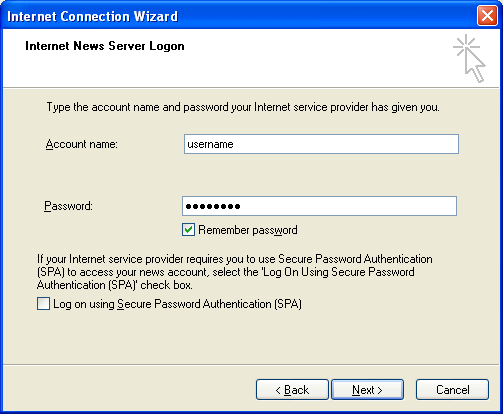 Internet Connection Wizard
Internet News Server Logon
Type the account name and password your Internet service provider has given you.
Account name: username
Password: ●●●●●●●●
Remember password
If your Internet service provider requires you to use Secure Password Authentication
(SPA) to access your news account, select the 'Log On Using Secure Password
Authentication (SPA)' check box.
Log on using Secure Password Authentication (SPA)
< Back Next > Cancel